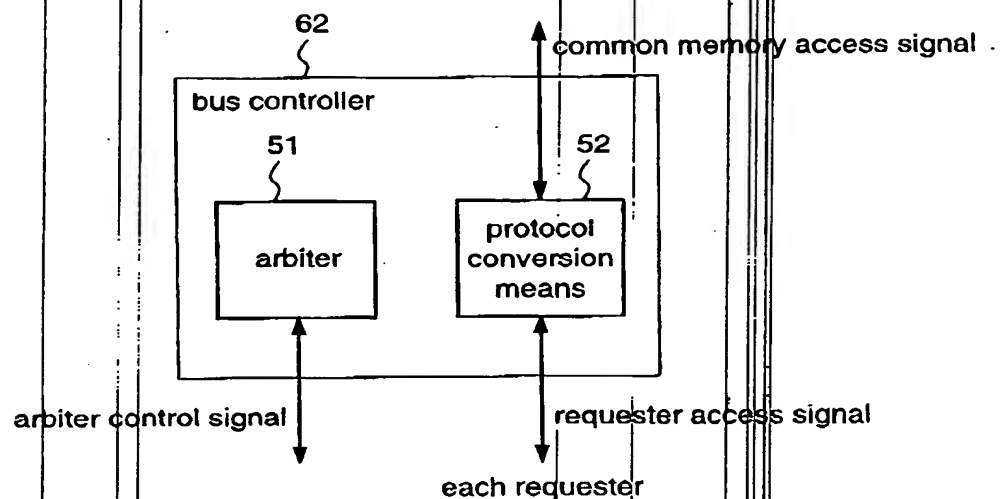 62
common memory access signal
bus controller
51
52
arbiter
protocol
conversion
means
arbiter control signal
requester access signal
each requester